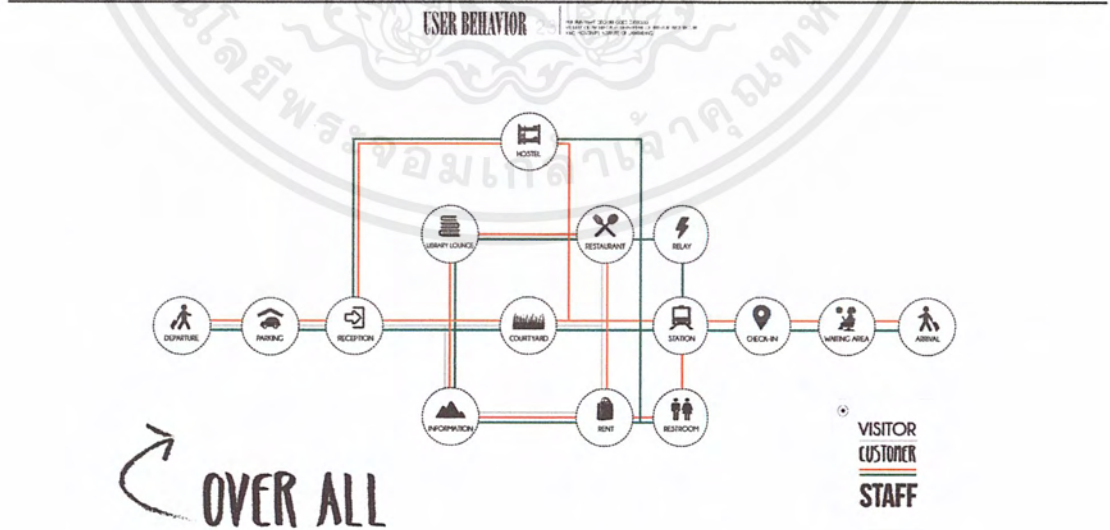 USER BEHAVIOR
HOSTEL
LIBRARY LOUNGE
RESTAURANT
RELAY
DEPARTURE
PARKING
RECEPTION
COURTYARD
STATION
CHECK-IN
WAITING AREA
ARRIVAL
INFORMATION
RENT
RESTROOM
VISITOR
CUSTOMER
STAFF
OVER ALL